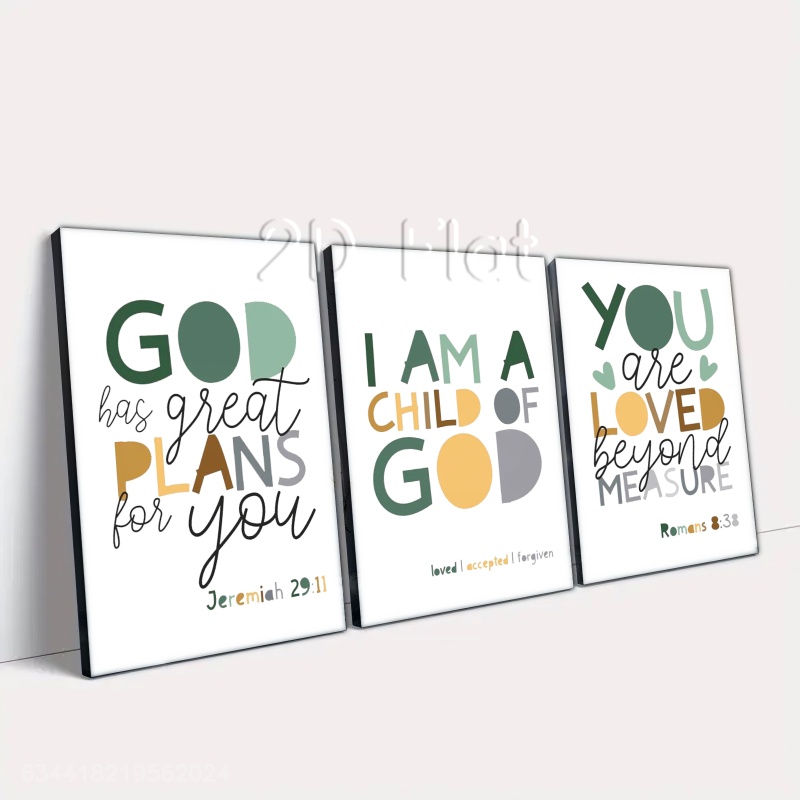 2D Flat
GOD
has great
PLANS
for you
Jeremiah 29:11
I AM A
CHILD OF
GOD
loved | accepted | forgiven
YOU
are
LOVED
beyond
MEASURE
Romans 8:38
634418219562024